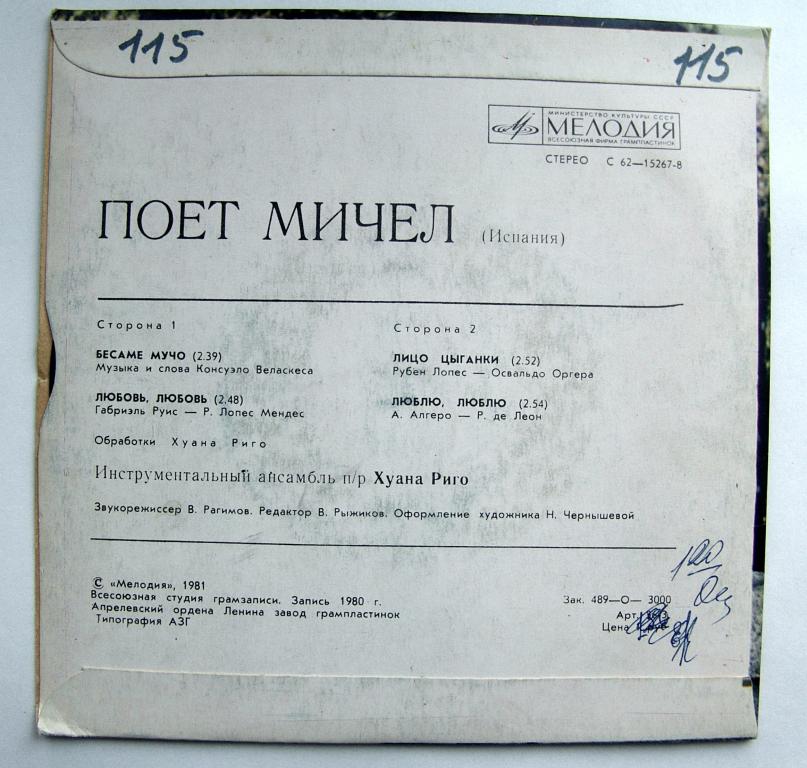 115
115
МИНИСТЕРСТВО КУЛЬТУРЫ СССР
МЕЛОДИЯ
ВСЕСОЮЗНАЯ ФИРМА ГРАМПЛАСТИНОК
СТЕРЕО С 62—15267-8
ПОЕТ МИЧЕЛ (Испания)
Сторона 1
БЕСАМЕ МУЧО (2.39)
Музыка и слова Консуэло Веласкеса
ЛЮБОВЬ, ЛЮБОВЬ (2.48)
Габриэль Руис — Р. Лопес Мендес
Обработки Хуана Риго
Сторона 2
ЛИЦО ЦЫГАНКИ (2.52)
Рубен Лопес — Освальдо Оргера
ЛЮБЛЮ, ЛЮБЛЮ (2.54)
А. Алгеро — Р. де Леон
Инструментальный ансамбль п/р Хуана Риго
Звукорежиссер В. Рагимов. Редактор В. Рыжиков. Оформление художника Н. Чернышевой
© «Мелодия», 1981
Всесоюзная студия грамзаписи. Запись 1980 г.
Апрелевский ордена Ленина завод грампластинок
Типография АЗГ
Зак. 489—О— 3000
Арт.
Цена